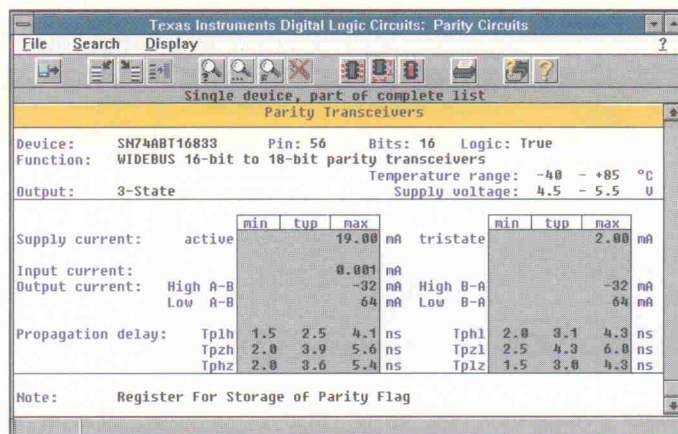 Texas Instruments Digital Logic Circuits: Parity Circuits
File Search Display ?
Single device, part of complete list
Parity Transceivers
Device: SN74ABT16833 Pin: 56 Bits: 16 Logic: True
Function: WIDEBUS 16-bit to 18-bit parity transceivers
Temperature range: -40 - +85 °C
Output: 3-State Supply voltage: 4.5 - 5.5 V
min typ max min typ max
Supply current: active 19.00 mA tristate 2.00 mA
Input current: 0.001 mA
Output current: High A-B -32 mA High B-A -32 mA
Low A-B 64 mA Low B-A 64 mA
Propagation delay: Tplh 1.5 2.5 4.1 ns Tphl 2.0 3.1 4.3 ns
Tpzh 2.0 3.9 5.6 ns Tpzl 2.5 4.3 6.0 ns
Tphz 2.0 3.6 5.4 ns Tplz 1.5 3.0 4.3 ns
Note: Register For Storage of Parity Flag